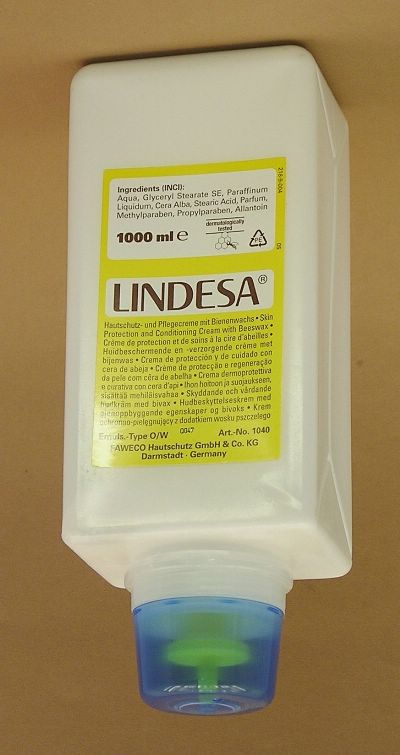 Ingredients (INCI):
Aqua, Glyceryl Stearate SE, Paraffinum
Liquidum, Cera Alba, Stearic Acid, Parfum,
Methylparaben, Propylparaben, Allantoin
1000 ml ℮
dermatologically
tested
PE
LINDESA®
Hautschutz- und Pflegecreme mit Bienenwachs • Skin
Protection and Conditioning Cream with Beeswax •
Crème de protection et de soins à la cire d'abeilles •
Huidbeschermende en -verzorgende crème met
bijenwas • Crema de protección y de cuidado con
cera de abeja • Crème de protecção e regeneração
da pele com cêra de abelha • Crema dermoprotettiva
e curativa con cera d'api • Ihon hoitoon ja suojaukseen,
sisältää mehiläisvahaa • Skyddande och vårdande
hudkräm med bivax • Hudbeskyttelseskrem med
gjenoppbyggende egenskaper og bivoks • Krem
ochronno-pielęgnujący z dodatkiem wosku pszczelego
Emuls.-Type O/W 0047 Art.-No. 1040
FAWECO Hautschutz GmbH & Co. KG
Darmstadt · Germany